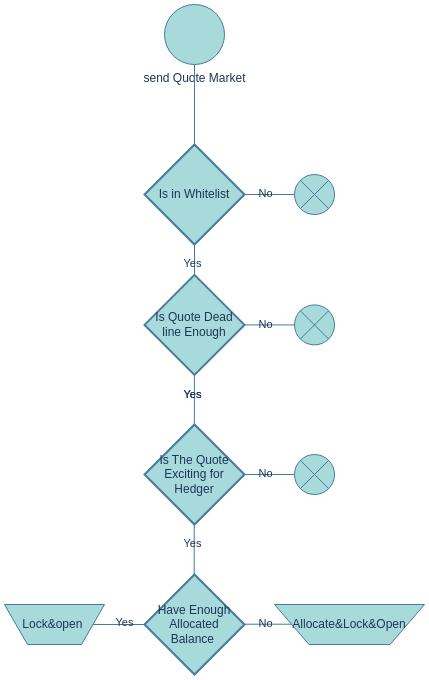 send Quote Market
Is in Whitelist
No
Yes
Is Quote Dead
line Enough
No
Yes
Is The Quote
Exciting for
Hedger
No
Yes
Lock&open
Yes
Have Enough
Allocated
Balance
No
Allocate&Lock&Open